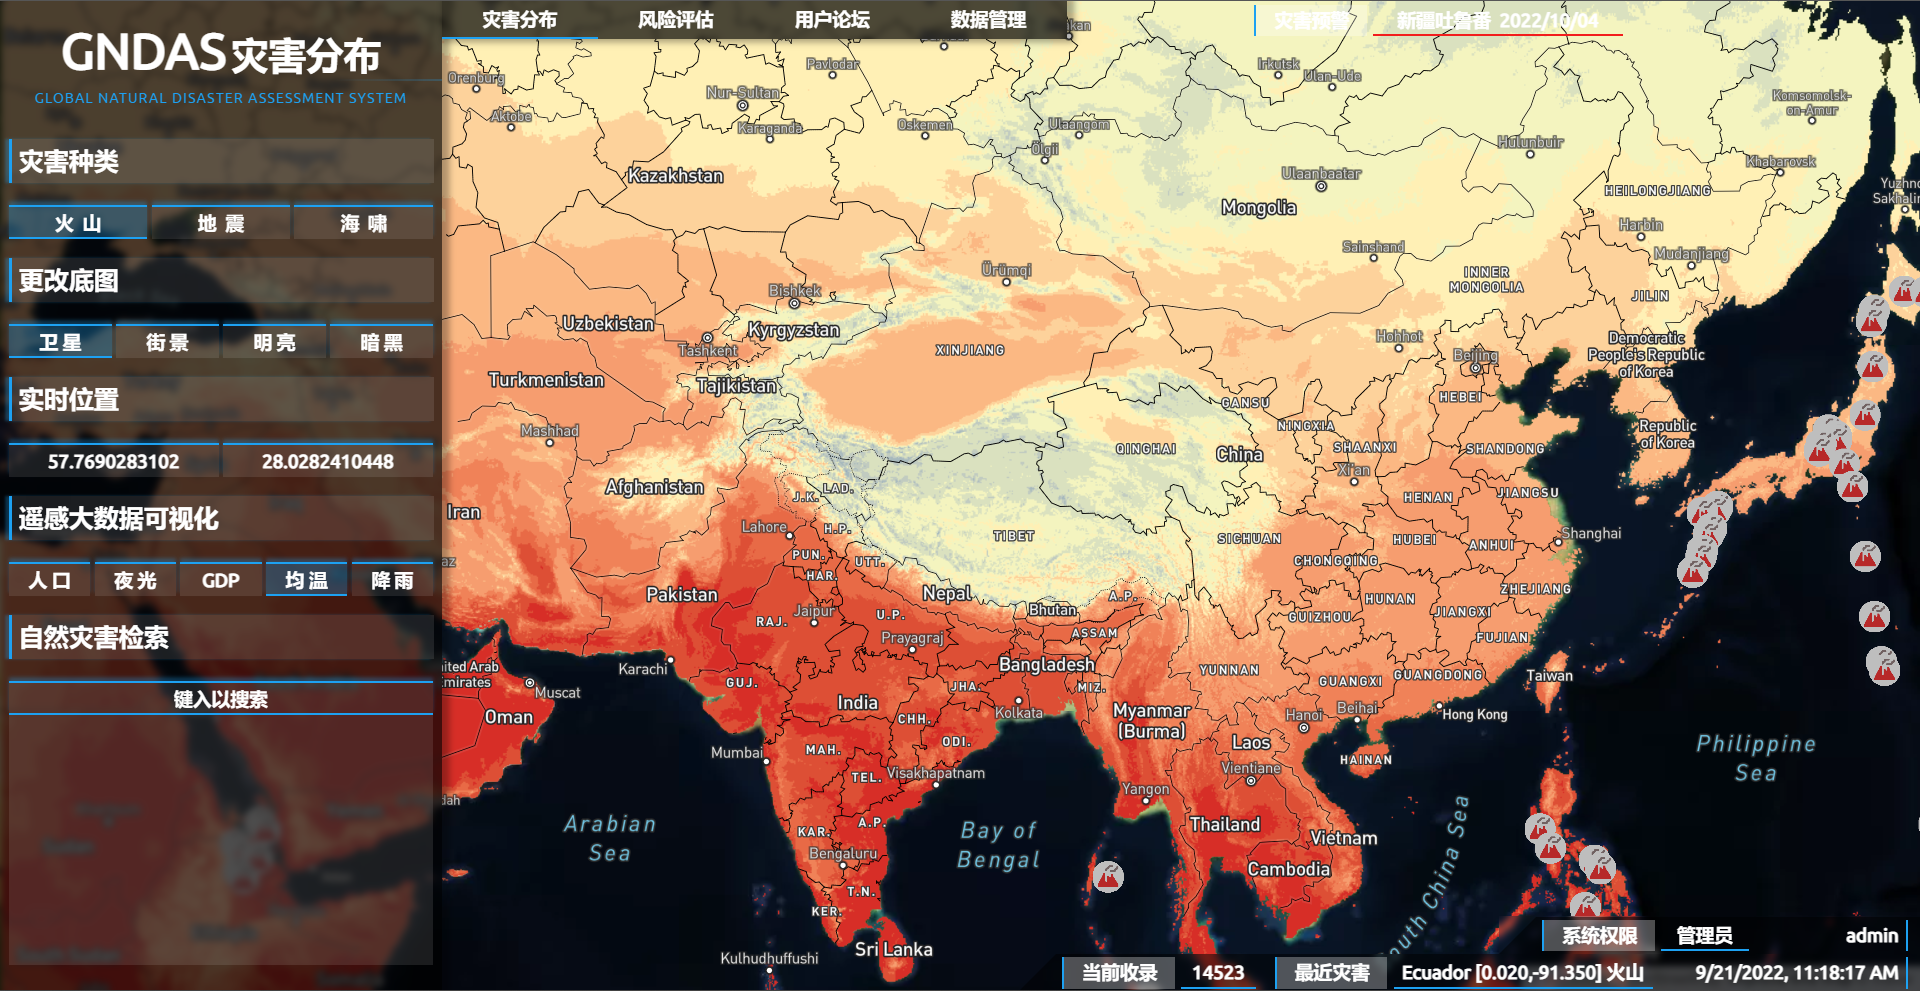 GNDAS灾害分布
GLOBAL NATURAL DISASTER ASSESSMENT SYSTEM
灾害种类
火山 地震 海啸
更改底图
卫星 街景 明亮 暗黑
实时位置
57.7690283102 28.0282410448
遥感大数据可视化
人口 夜光 GDP 均温 降雨
自然灾害检索
键入以搜索
灾害分布 风险评估 用户论坛 数据管理
灾害预警 新疆吐鲁番 2022/10/04
Orenburg
Pavlodar
Irkutsk
Ulan-Ude
Nur-Sultan
Komsomolsk-
on-Amur
Aktobe
Karaganda
Oskemen
Ulaangom
Ölgii
Hulunbuir
Khabarovsk
Kazakhstan
Ulaanbaatar
HEILONGJIANG
Yuzhno
Sakhalin
Mongolia
Harbin
Sainshand
Mudanjiang
Ürümqi
INNER
MONGOLIA
Bishkek
JILIN
Uzbekistan
Kyrgyzstan
Tashkent
XINJIANG
Hohhot
Beijing
Democratic
People's Republic
of Korea
Turkmenistan
Tajikistan
GANSU
HEBEI
Mashhad
NINGXIA
Republic
of Korea
QINGHAI
China
SHAANXI
SHANDONG
Xi'an
Afghanistan
J.K.
LAD.
HENAN
JIANGSU
Iran
Lahore
H.P.
TIBET
SICHUAN
HUBEI
ANHUI
Shanghai
PUN.
UTT.
CHONGQING
HAR.
Pakistan
Nepal
Bhutan
A.P.
HUNAN
ZHEJIANG
Jaipur
RAJ.
U.P.
GUIZHOU
JIANGXI
Prayagraj
ASSAM
FUJIAN
Karachi
Bangladesh
YUNNAN
United Arab
Emirates
Muscat
GUJ.
JHA.
MIZ.
GUANGXI
GUANGDONG
Taiwan
India
Kolkata
Myanmar
(Burma)
Hanoi
Beihai
Hong Kong
Oman
CHH.
ODI.
Laos
HAINAN
Mumbai
MAH.
Philippine
Sea
TEL.
Visakhapatnam
Vientiane
Yangon
Arabian
Sea
KAR.
A.P.
Bay of
Bengal
Thailand
Vietnam
Bengaluru
Cambodia
T.N.
KER.
South China Sea
Kulhudhuffushi
Sri Lanka
系统权限 管理员 admin
当前收录 14523 最近灾害 Ecuador [0.020,-91.350] 火山 9/21/2022, 11:18:17 AM